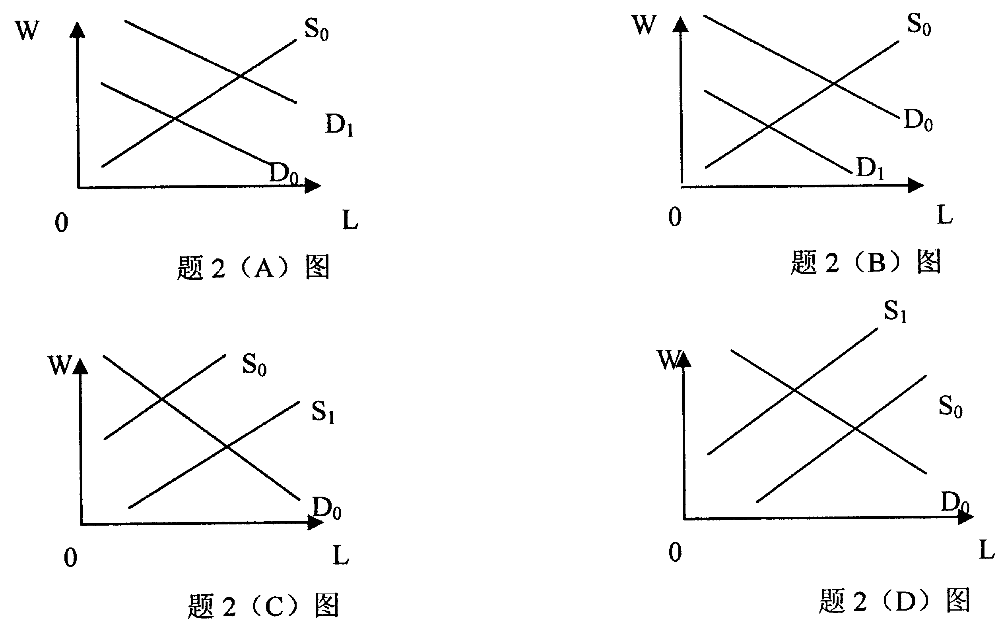 W S₀ W S₀
D₁ D₀
D₀ D₁
0 L 0 L
题 2（A）图 题 2（B）图
S₁
W S₀ W
S₁ S₀
D₀ D₀
0 L 0 L
题 2（C）图 题 2（D）图